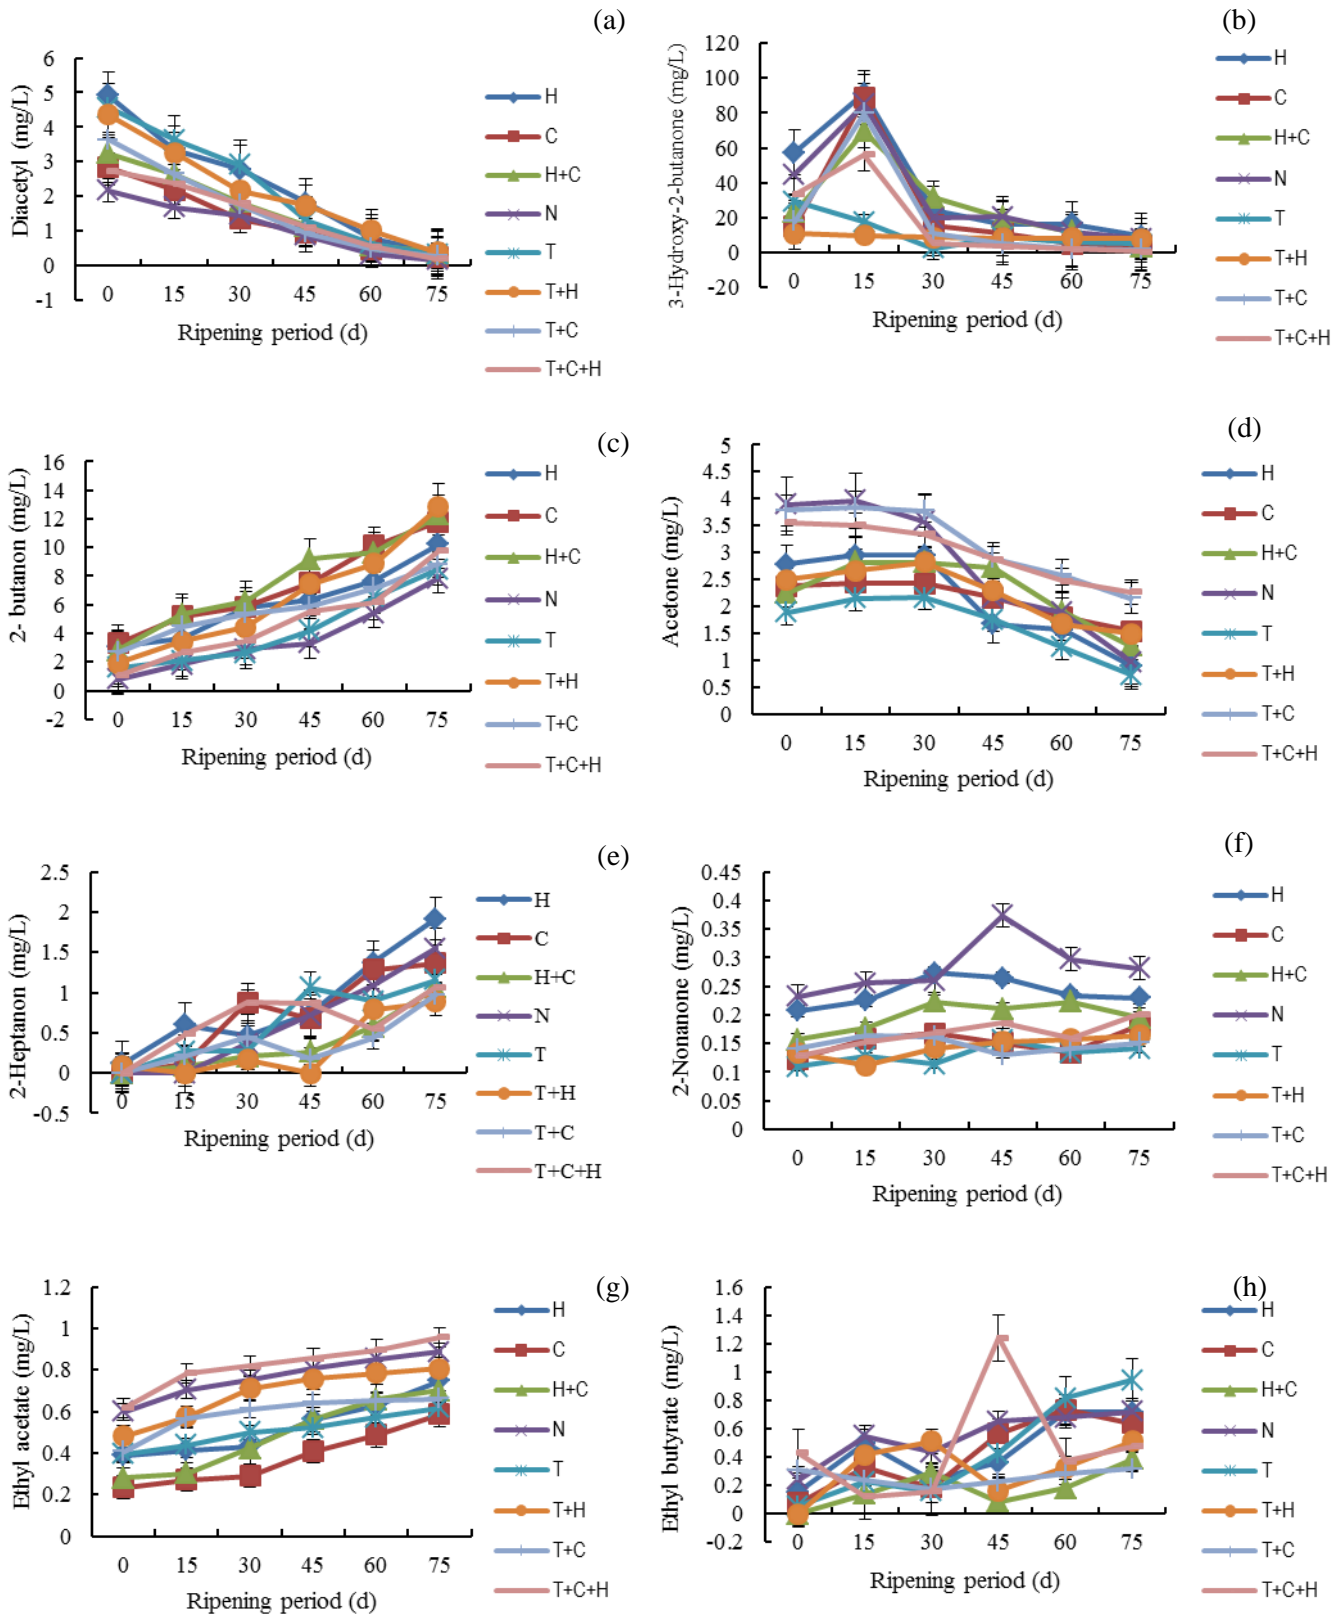 (a)
Diacetyl (mg/L)
6
5
4
3
2
1
0
-1
0 15 30 45 60 75
Ripening period (d)
H
C
H+C
N
T
T+H
T+C
T+C+H
(b)
3-Hydroxy-2-butanone (mg/L)
120
100
80
60
40
20
0
-20
0 15 30 45 60 75
Ripening period (d)
H
C
H+C
N
T
T+H
T+C
T+C+H
(c)
2- butanon (mg/L)
16
14
12
10
8
6
4
2
0
-2
0 15 30 45 60 75
Ripening period (d)
H
C
H+C
N
T
T+H
T+C
T+C+H
(d)
Acetone (mg/L)
5
4.5
4
3.5
3
2.5
2
1.5
1
0.5
0
0 15 30 45 60 75
Ripening period (d)
H
C
H+C
N
T
T+H
T+C
T+C+H
(e)
2-Heptanon (mg/L)
2.5
2
1.5
1
0.5
0
-0.5
0 15 30 45 60 75
Ripening period (d)
H
C
H+C
N
T
T+H
T+C
T+C+H
(f)
2-Nonanone (mg/L)
0.45
0.4
0.35
0.3
0.25
0.2
0.15
0.1
0.05
0
0 15 30 45 60 75
Ripening period (d)
H
C
H+C
N
T
T+H
T+C
T+C+H
(g)
Ethyl acetate (mg/L)
1.2
1
0.8
0.6
0.4
0.2
0
0 15 30 45 60 75
Ripening period (d)
H
C
H+C
N
T
T+H
T+C
T+C+H
(h)
Ethyl butyrate (mg/L)
1.6
1.4
1.2
1
0.8
0.6
0.4
0.2
0
-0.2
0 15 30 45 60 75
Ripening period (d)
H
C
H+C
N
T
T+H
T+C
T+C+H